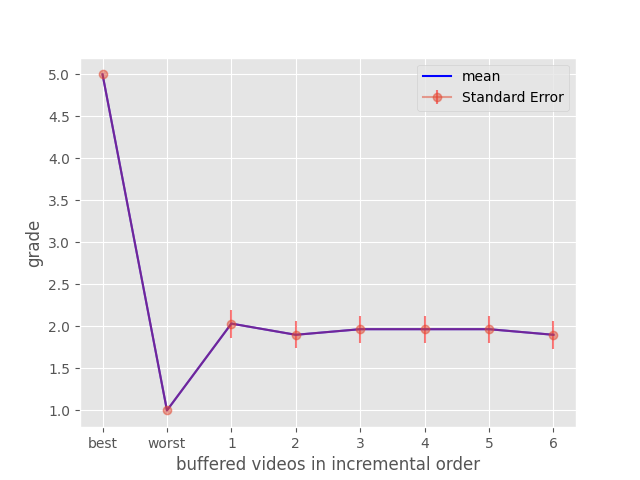 mean
Standard Error
grade
5.0
4.5
4.0
3.5
3.0
2.5
2.0
1.5
1.0
best worst 1 2 3 4 5 6
buffered videos in incremental order